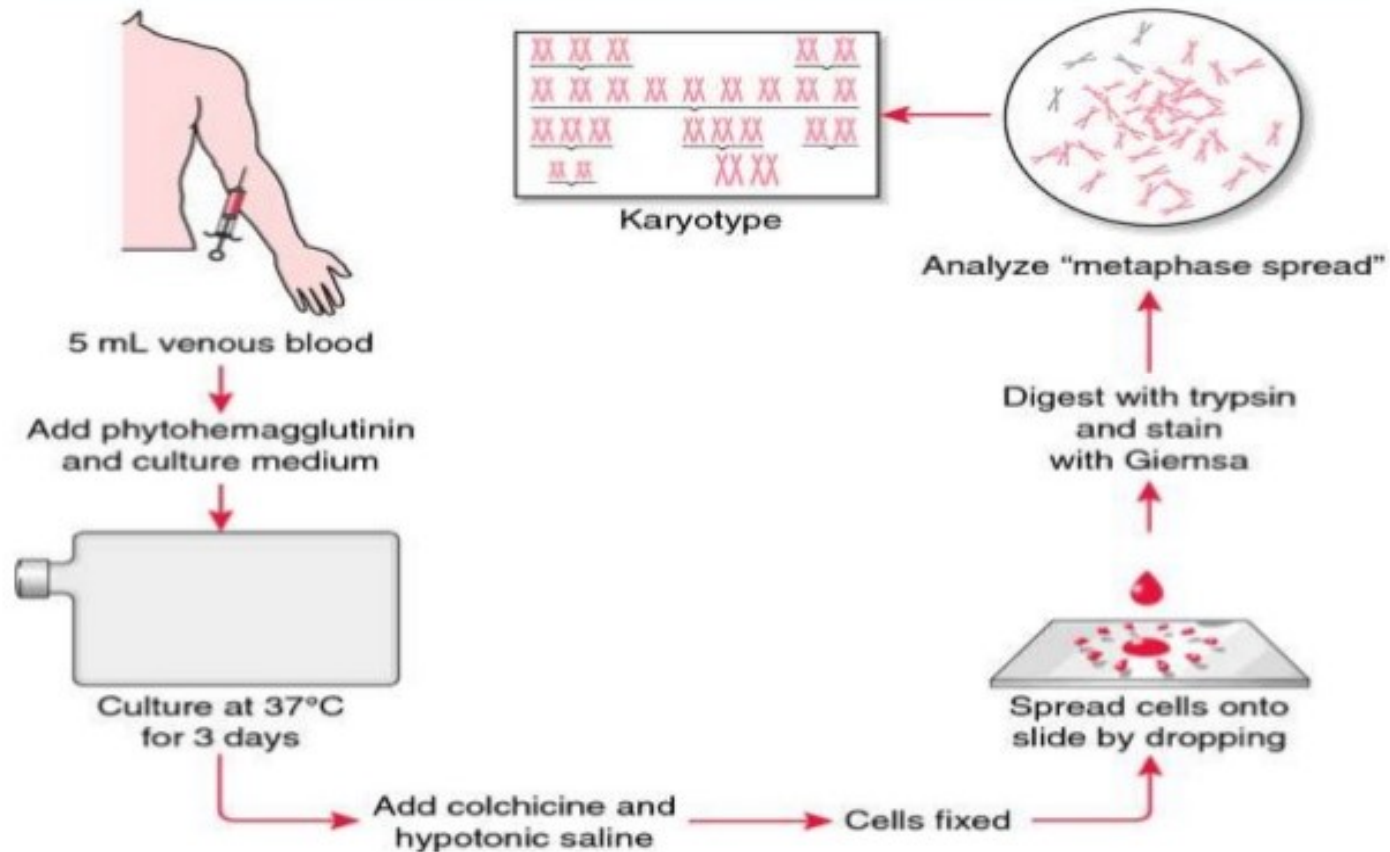 5 mL venous blood
Add phytohemagglutinin
and culture medium
Culture at 37°C
for 3 days
Add colchicine and
hypotonic saline
Cells fixed
Spread cells onto
slide by dropping
Digest with trypsin
and stain
with Giemsa
Analyze “metaphase spread”
Karyotype